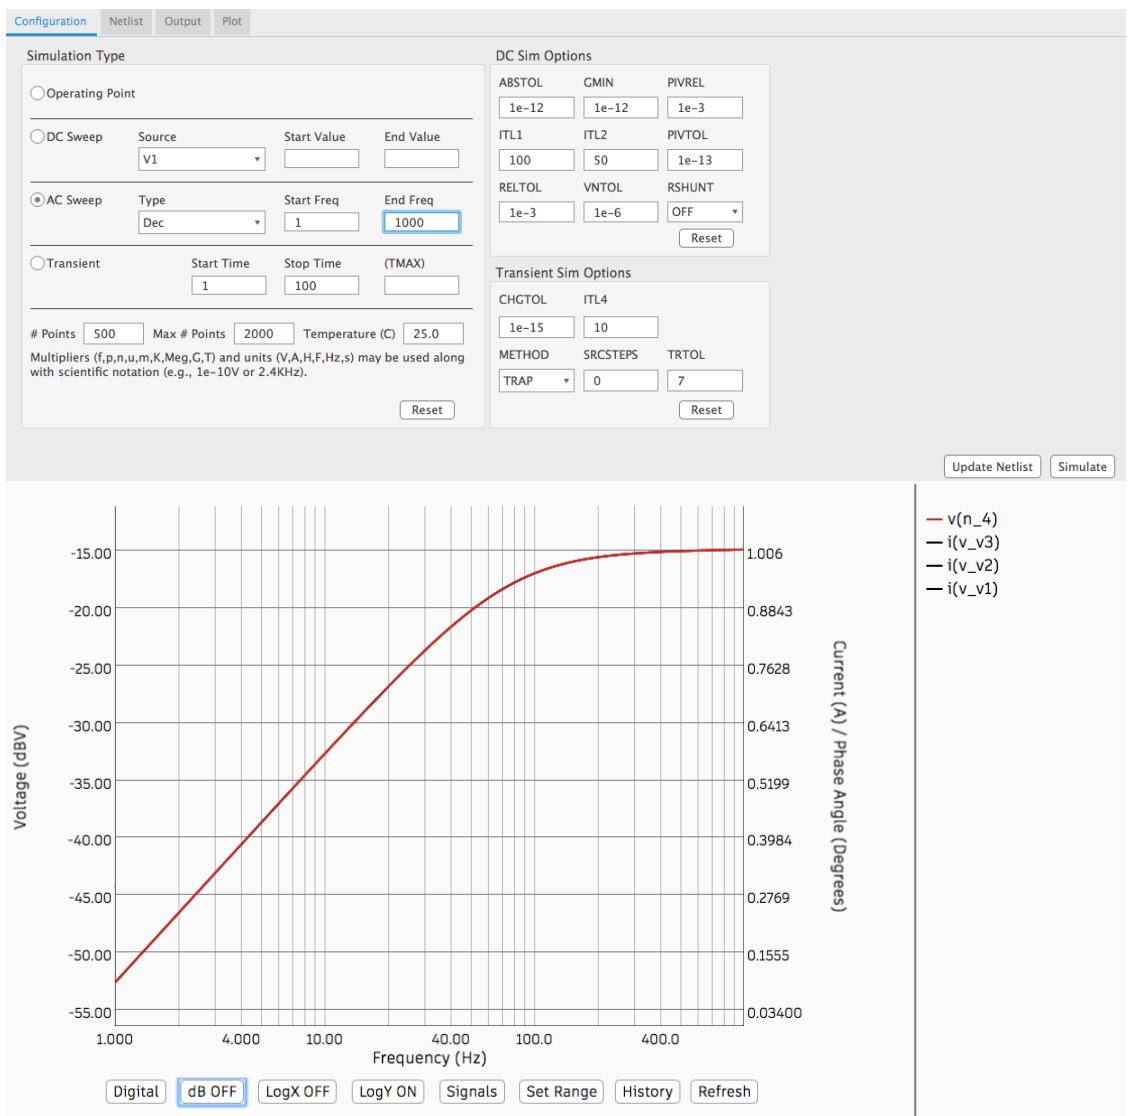 Configuration Netlist Output Plot
Simulation Type
Operating Point
DC Sweep Source Start Value End Value
V1
AC Sweep Type Start Freq End Freq
Dec 1 1000
Transient Start Time Stop Time (TMAX)
1 100
# Points 500 Max # Points 2000 Temperature (C) 25.0
Multipliers (f,p,n,u,m,K,Meg,G,T) and units (V,A,H,F,Hz,s) may be used along
with scientific notation (e.g., 1e-10V or 2.4KHz).
Reset
DC Sim Options
ABSTOL GMIN PIVREL
1e-12 1e-12 1e-3
ITL1 ITL2 PIVTOL
100 50 1e-13
RELTOL VNTOL RSHUNT
1e-3 1e-6 OFF
Reset
Transient Sim Options
CHGTOL ITL4
1e-15 10
METHOD SRCSTEPS TRTOL
TRAP 0 7
Reset
Update Netlist Simulate
Voltage (dBV)
-15.00
-20.00
-25.00
-30.00
-35.00
-40.00
-45.00
-50.00
-55.00
1.006
0.8843
0.7628
0.6413
0.5199
0.3984
0.2769
0.1555
0.03400
Current (A) / Phase Angle (Degrees)
1.000 4.000 10.00 40.00 100.0 400.0
Frequency (Hz)
v(n_4)
i(v_v3)
i(v_v2)
i(v_v1)
Digital dB OFF LogX OFF LogY ON Signals Set Range History Refresh